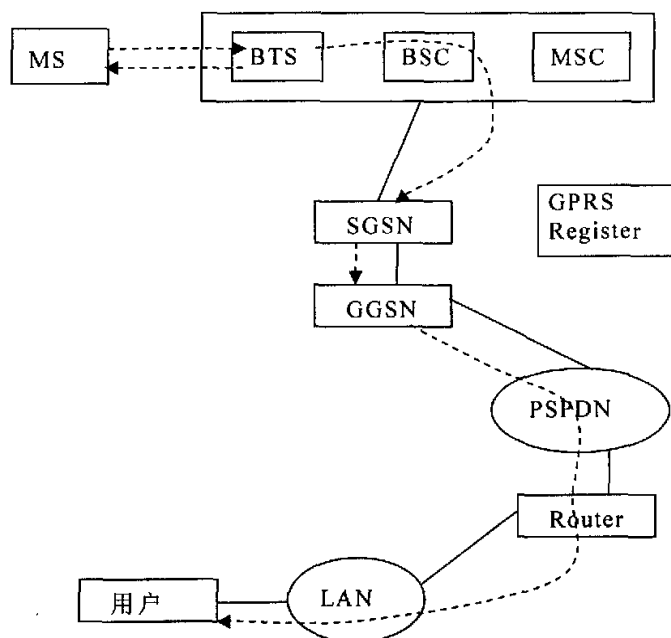 MS
BTS
BSC
MSC
SGSN
GPRS
Register
GGSN
PSPDN
Router
用户
LAN